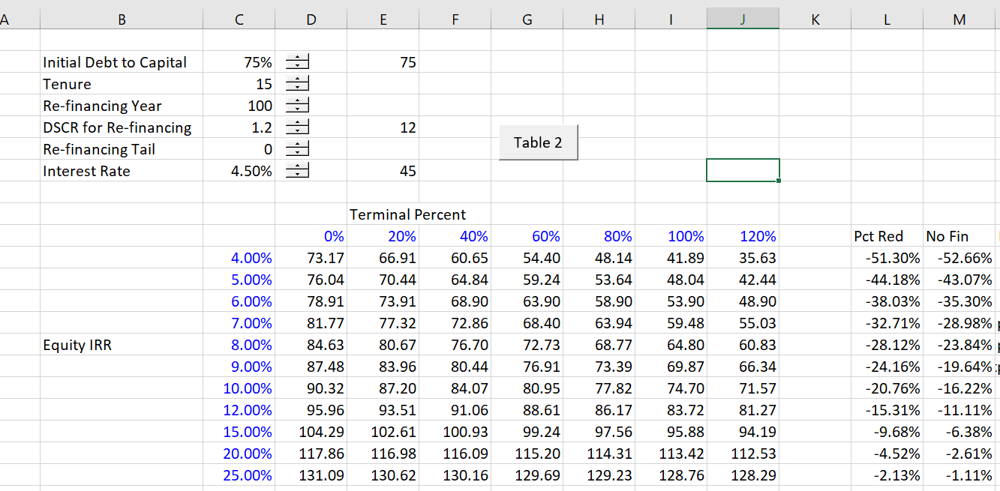 A B C D E F G H I J K L M
Initial Debt to Capital 75% 75
Tenure 15
Re-financing Year 100
DSCR for Re-financing 1.2 12
Table 2
Re-financing Tail 0
Interest Rate 4.50% 45
Terminal Percent
0% 20% 40% 60% 80% 100% 120% Pct Red No Fin
4.00% 73.17 66.91 60.65 54.40 48.14 41.89 35.63 -51.30% -52.66%
5.00% 76.04 70.44 64.84 59.24 53.64 48.04 42.44 -44.18% -43.07%
6.00% 78.91 73.91 68.90 63.90 58.90 53.90 48.90 -38.03% -35.30%
7.00% 81.77 77.32 72.86 68.40 63.94 59.48 55.03 -32.71% -28.98%
Equity IRR 8.00% 84.63 80.67 76.70 72.73 68.77 64.80 60.83 -28.12% -23.84%
9.00% 87.48 83.96 80.44 76.91 73.39 69.87 66.34 -24.16% -19.64%
10.00% 90.32 87.20 84.07 80.95 77.82 74.70 71.57 -20.76% -16.22%
12.00% 95.96 93.51 91.06 88.61 86.17 83.72 81.27 -15.31% -11.11%
15.00% 104.29 102.61 100.93 99.24 97.56 95.88 94.19 -9.68% -6.38%
20.00% 117.86 116.98 116.09 115.20 114.31 113.42 112.53 -4.52% -2.61%
25.00% 131.09 130.62 130.16 129.69 129.23 128.76 128.29 -2.13% -1.11%